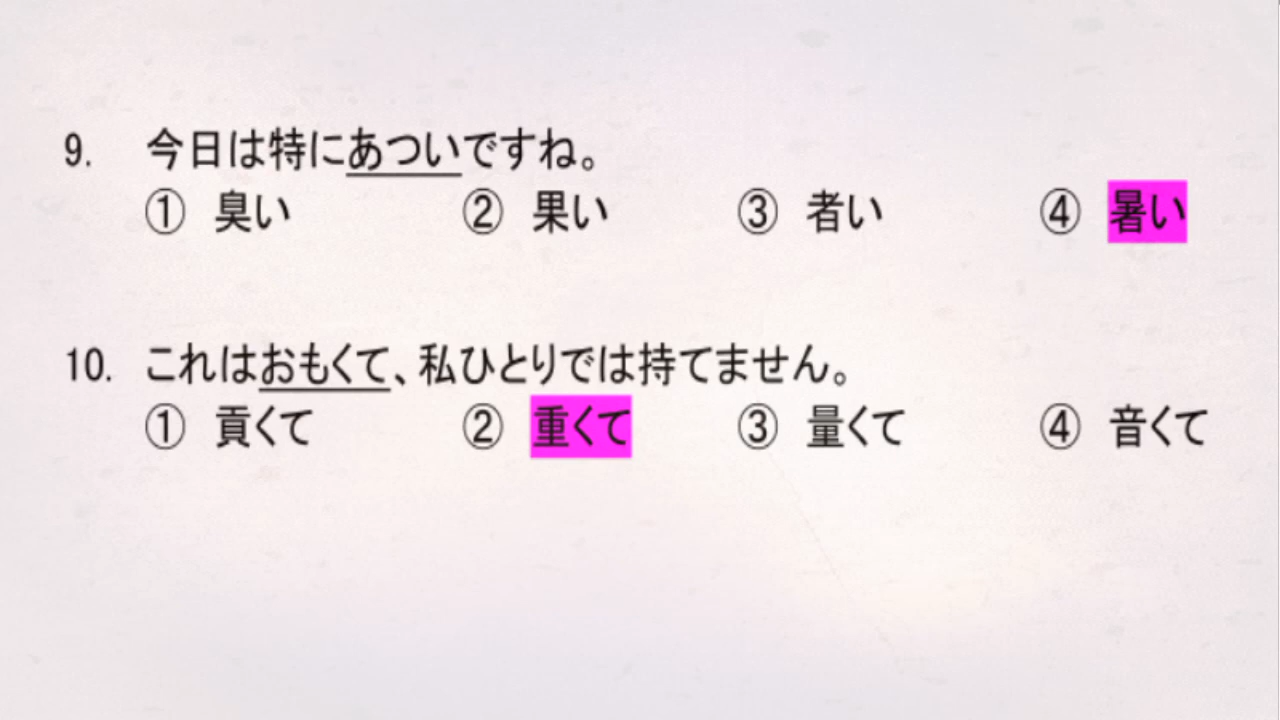 9. 今日は特にあついですね。
① 臭い ② 果い ③ 者い ④ 暑い
10. これはおもくて、私ひとりでは持てません。
① 貢くて ② 重くて ③ 量くて ④ 音くて